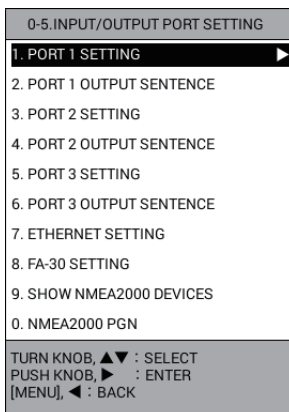 0-5.INPUT/OUTPUT PORT SETTING
1. PORT 1 SETTING ▶
2. PORT 1 OUTPUT SENTENCE
3. PORT 2 SETTING
4. PORT 2 OUTPUT SENTENCE
5. PORT 3 SETTING
6. PORT 3 OUTPUT SENTENCE
7. ETHERNET SETTING
8. FA-30 SETTING
9. SHOW NMEA2000 DEVICES
0. NMEA2000 PGN
TURN KNOB, ▲▼ : SELECT
PUSH KNOB, ▶ : ENTER
[MENU], ◀ : BACK